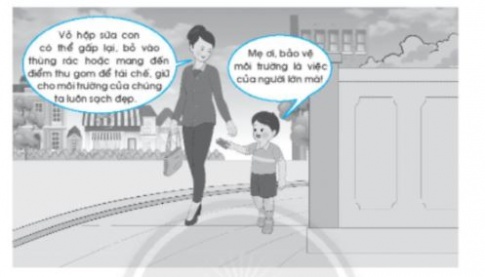 Vỏ hộp sữa con
có thể gấp lại, bỏ vào
thùng rác hoặc mang đến
điểm thu gom để tái chế, giữ
cho môi trường của chúng
ta luôn sạch đẹp.
Mẹ ơi, bảo vệ
môi trường là việc
của người lớn mà!